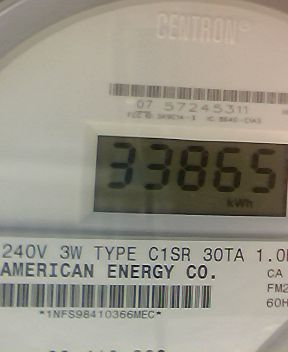 CENTRON®
07 57245311
33865
kWh
240V 3W TYPE C1SR 30TA 1.0
AMERICAN ENERGY CO.
CA
FM2
60H
*1NFS98410366MEC*